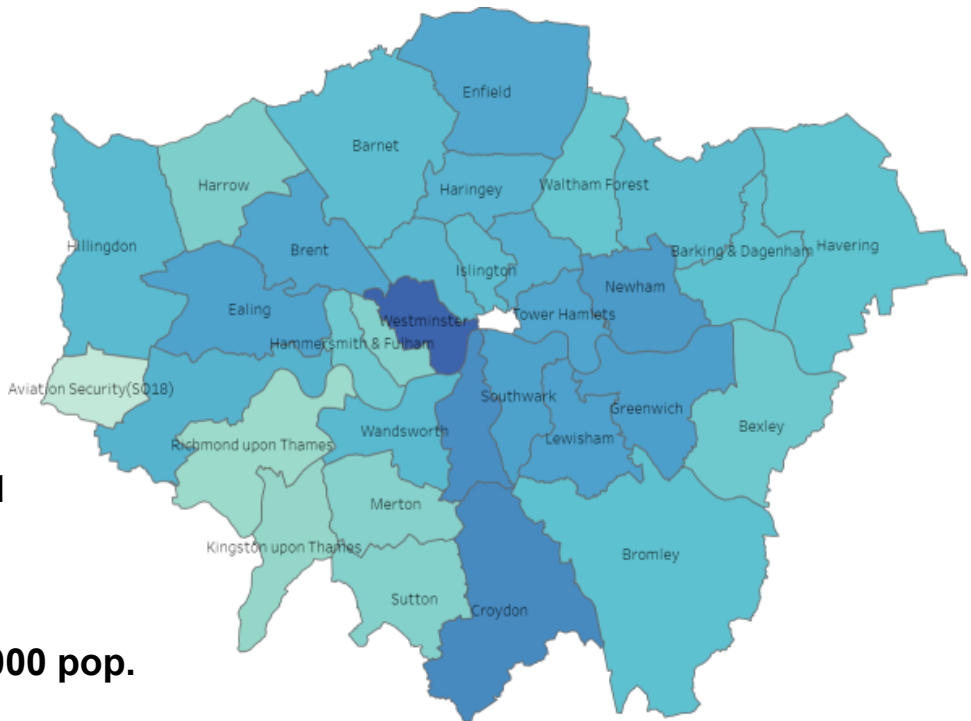 Enfield
Barnet
Harrow
Haringey
Waltham Forest
Hillingdon
Brent
Islington
Barking & Dagenham
Havering
Newham
Ealing
Westminster
Tower Hamlets
Hammersmith & Fulham
Aviation Security(SO18)
Southwark
Greenwich
Bexley
Wandsworth
Richmond upon Thames
Lewisham
Merton
Kingston upon Thames
Bromley
Sutton
Croydon
000 pop.